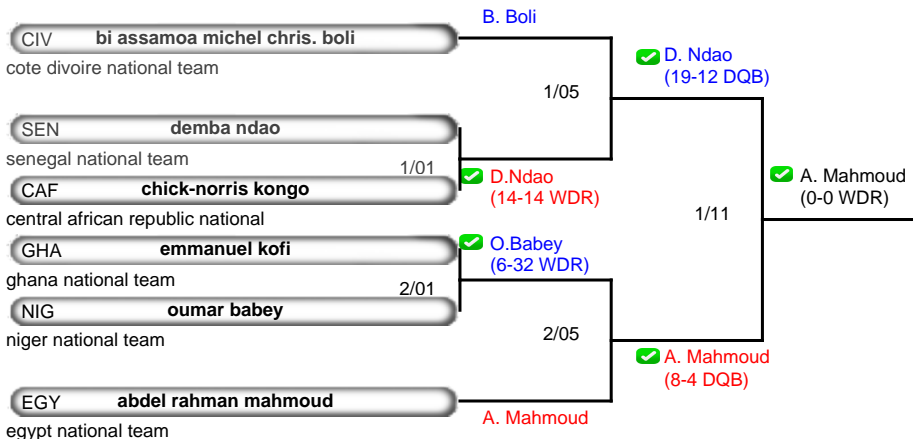 B. Boli
CIV bi assamoa michel chris. boli
cote divoire national team
D. Ndao
(19-12 DQB)
1/05
SEN demba ndao
senegal national team
1/01
D.Ndao
(14-14 WDR)
CAF chick-norris kongo
central african republic national
A. Mahmoud
(0-0 WDR)
1/11
GHA emmanuel kofi
ghana national team
O.Babey
(6-32 WDR)
2/01
NIG oumar babey
niger national team
2/05
A. Mahmoud
(8-4 DQB)
EGY abdel rahman mahmoud
egypt national team
A. Mahmoud